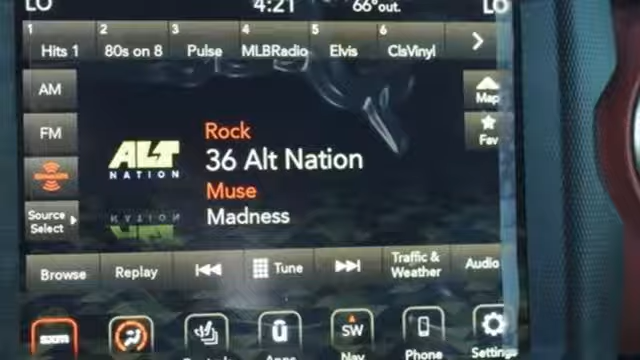 LO 4:21 66°out. LO
1 2 3 4 5 6
Hits 1 80s on 8 Pulse MLBRadio Elvis ClsVinyl
AM
Map
FM
Fav
ALT
NATION
Rock
36 Alt Nation
Muse
Madness
Source
Select
Browse Replay Tune Traffic &
Weather Audio
sxm
SW
Apps
Nav
Phone
Settings